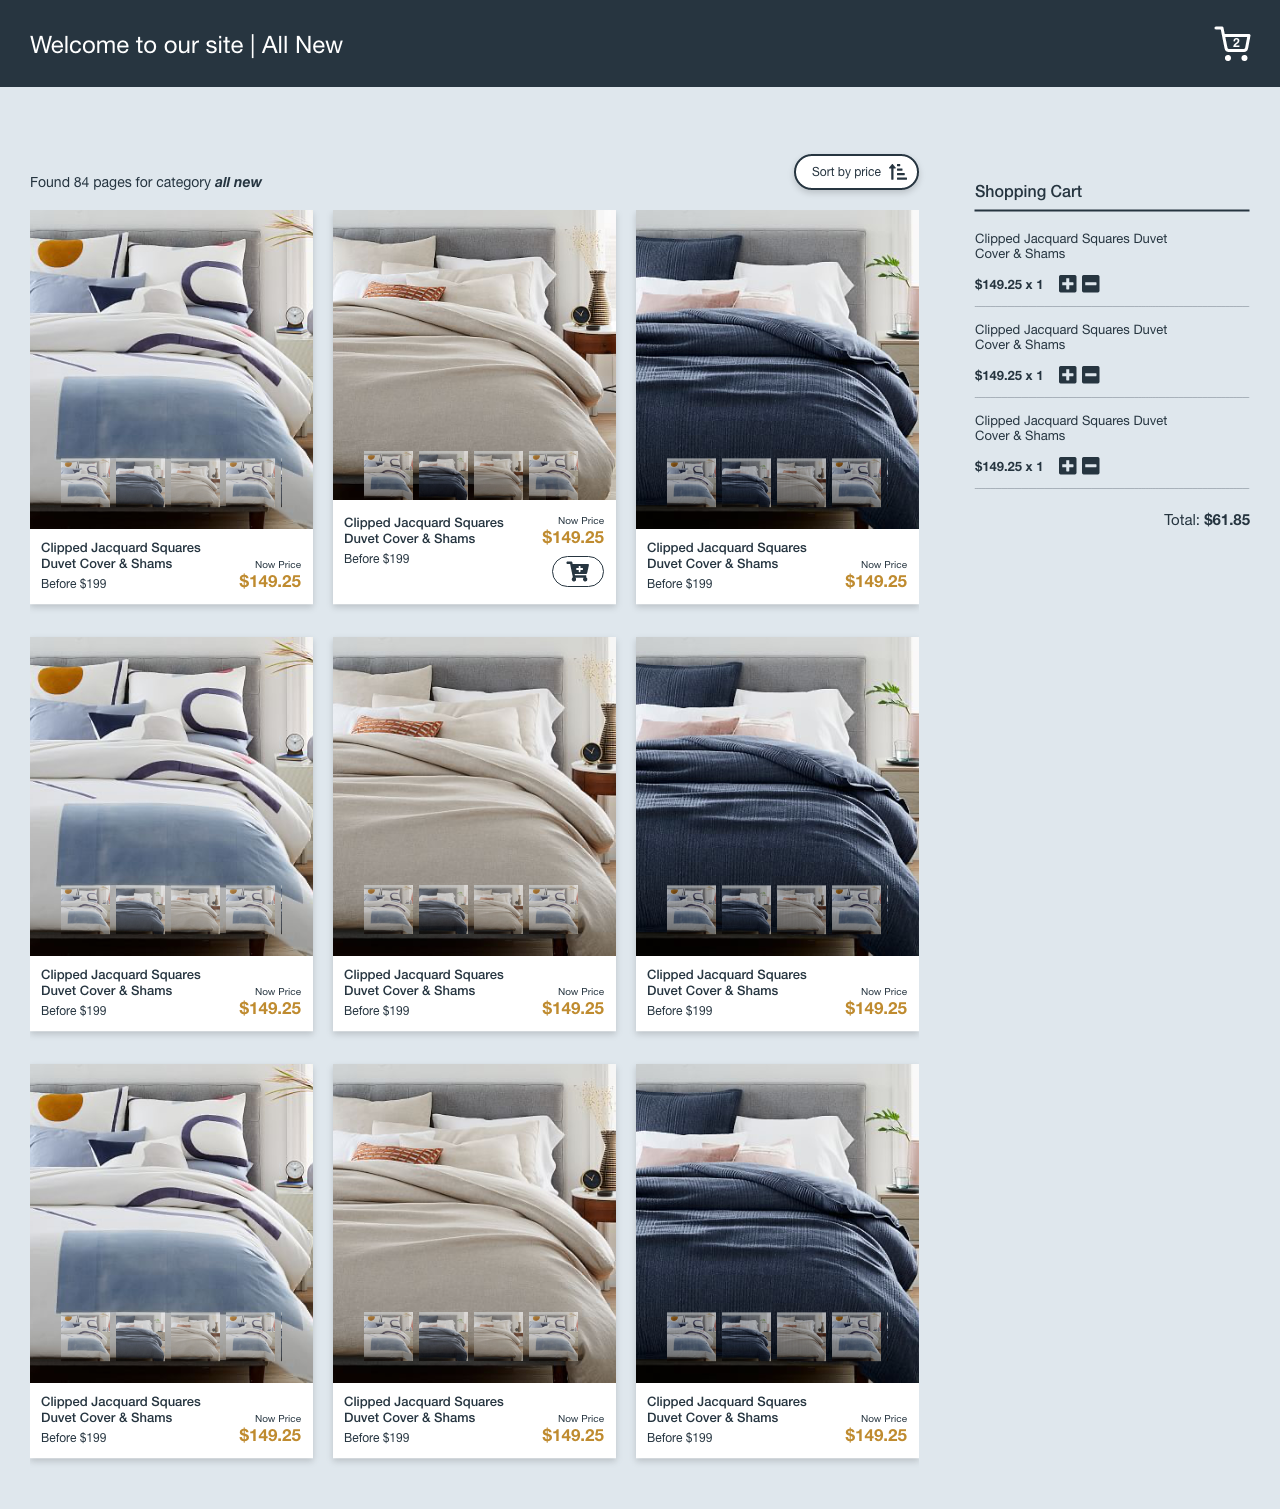 Welcome to our site | All New
2
Found 84 pages for category all new
Sort by price
Clipped Jacquard Squares
Duvet Cover & Shams
Before $199
Now Price
$149.25
Clipped Jacquard Squares
Duvet Cover & Shams
Before $199
Now Price
$149.25
Clipped Jacquard Squares
Duvet Cover & Shams
Before $199
Now Price
$149.25
Clipped Jacquard Squares
Duvet Cover & Shams
Before $199
Now Price
$149.25
Clipped Jacquard Squares
Duvet Cover & Shams
Before $199
Now Price
$149.25
Clipped Jacquard Squares
Duvet Cover & Shams
Before $199
Now Price
$149.25
Clipped Jacquard Squares
Duvet Cover & Shams
Before $199
Now Price
$149.25
Clipped Jacquard Squares
Duvet Cover & Shams
Before $199
Now Price
$149.25
Clipped Jacquard Squares
Duvet Cover & Shams
Before $199
Now Price
$149.25
Shopping Cart
Clipped Jacquard Squares Duvet
Cover & Shams
$149.25 x 1
Clipped Jacquard Squares Duvet
Cover & Shams
$149.25 x 1
Clipped Jacquard Squares Duvet
Cover & Shams
$149.25 x 1
Total: $61.85